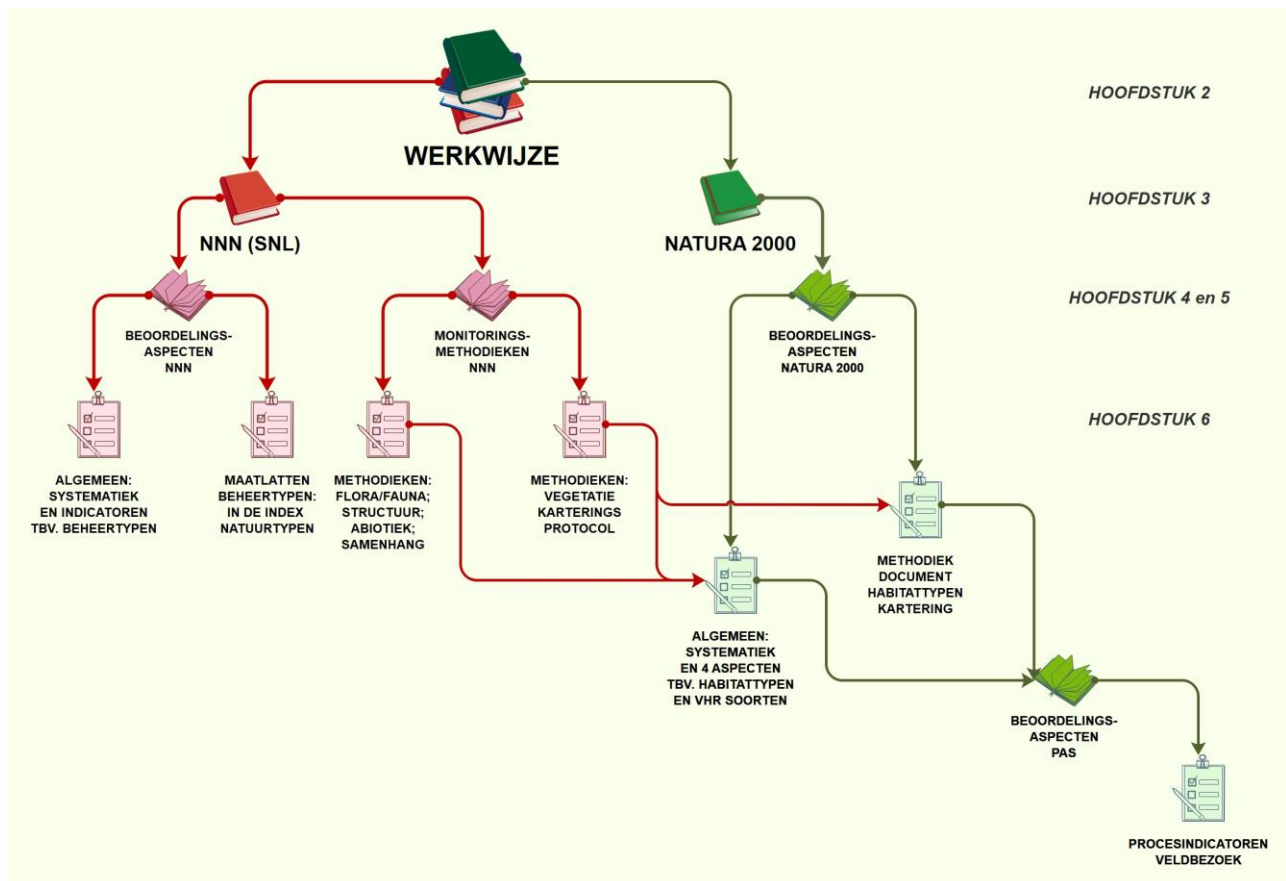 HOOFDSTUK 2
WERKWIJZE
HOOFDSTUK 3
NNN (SNL)
NATURA 2000
HOOFDSTUK 4 en 5
BEOORDELINGS-
ASPECTEN
NNN
MONITORINGS-
METHODIEKEN
NNN
BEOORDELINGS-
ASPECTEN
NATURA 2000
HOOFDSTUK 6
ALGEMEEN:
SYSTEMATIEK
EN INDICATOREN
TBV. BEHEERTYPEN
MAATLATTEN
BEHEERTYPEN:
IN DE INDEX
NATUURTYPEN
METHODIEKEN:
FLORA/FAUNA;
STRUCTUUR;
ABIOTIEK;
SAMENHANG
METHODIEKEN:
VEGETATIE
KARTERINGS
PROTOCOL
METHODIEK
DOCUMENT
HABITATTYPEN
KARTERING
ALGEMEEN:
SYSTEMATIEK
EN 4 ASPECTEN
TBV. HABITATTYPEN
EN VHR SOORTEN
BEOORDELINGS-
ASPECTEN
PAS
PROCESINDICATOREN
VELDBEZOEK